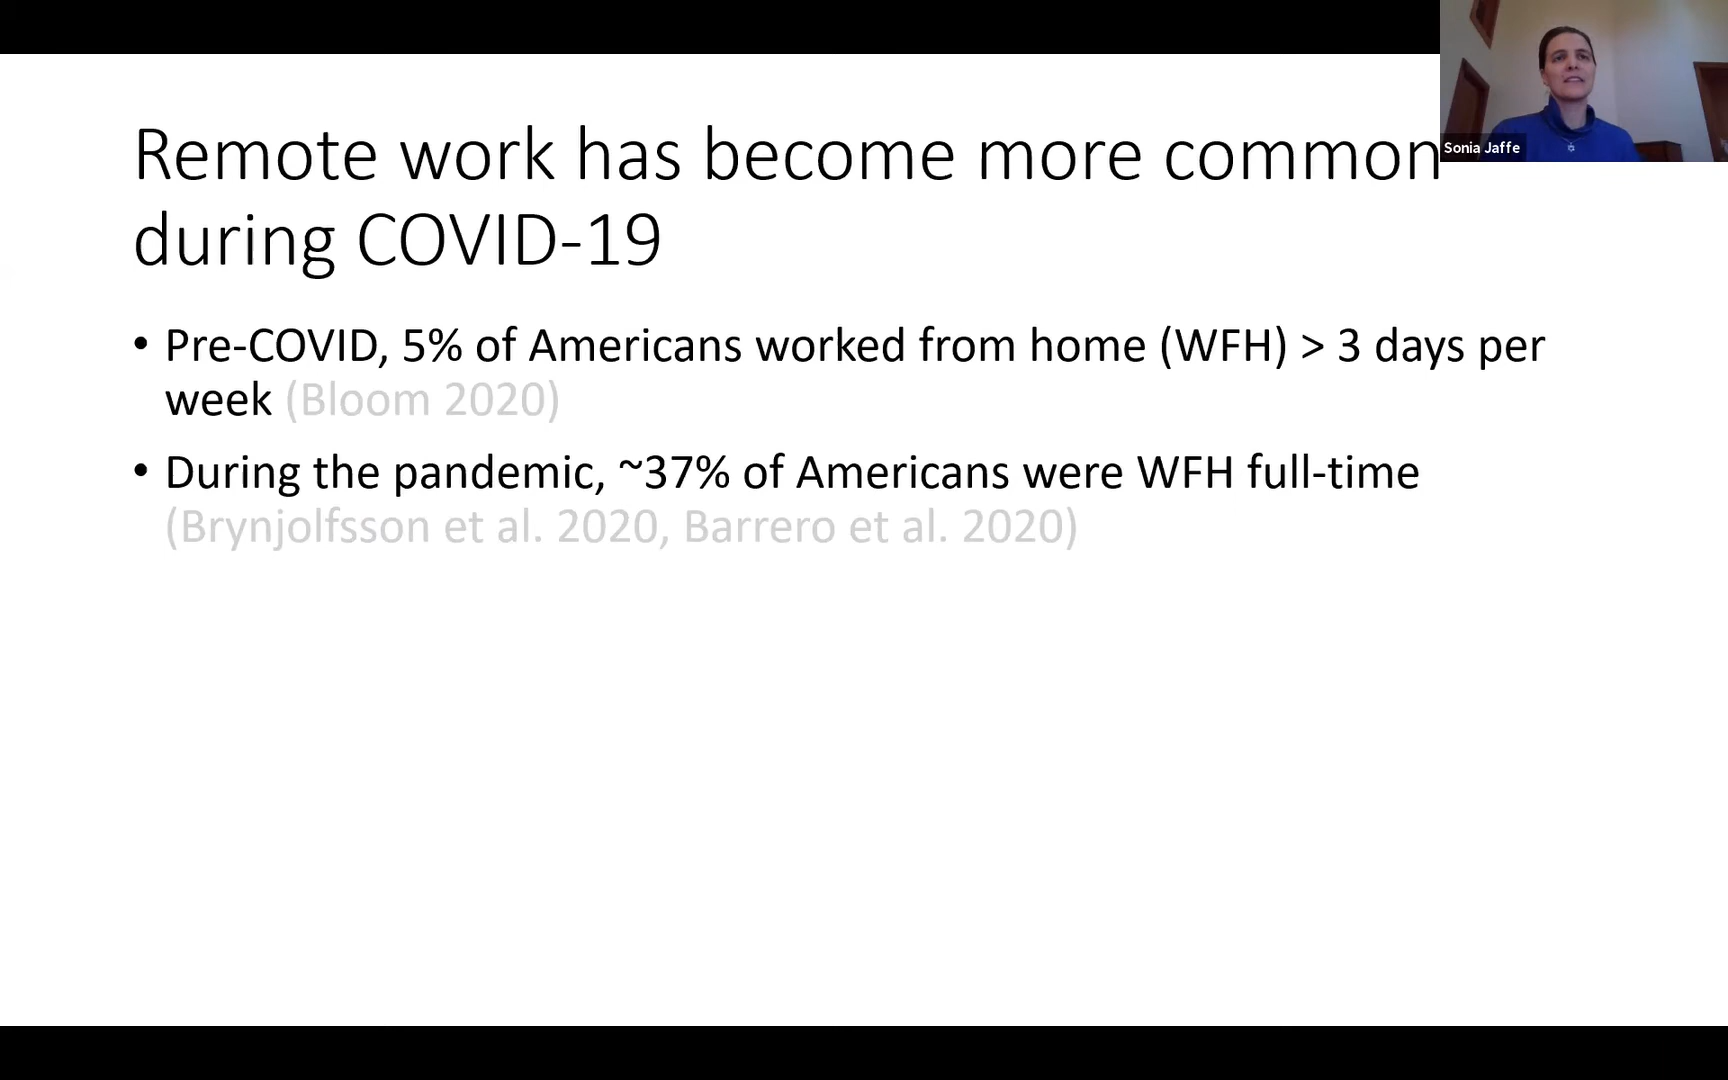 Remote work has become more common
during COVID-19
• Pre-COVID, 5% of Americans worked from home (WFH) > 3 days per
week (Bloom 2020)
• During the pandemic, ~37% of Americans were WFH full-time
(Brynjolfsson et al. 2020, Barrero et al. 2020)
Sonia Jaffe